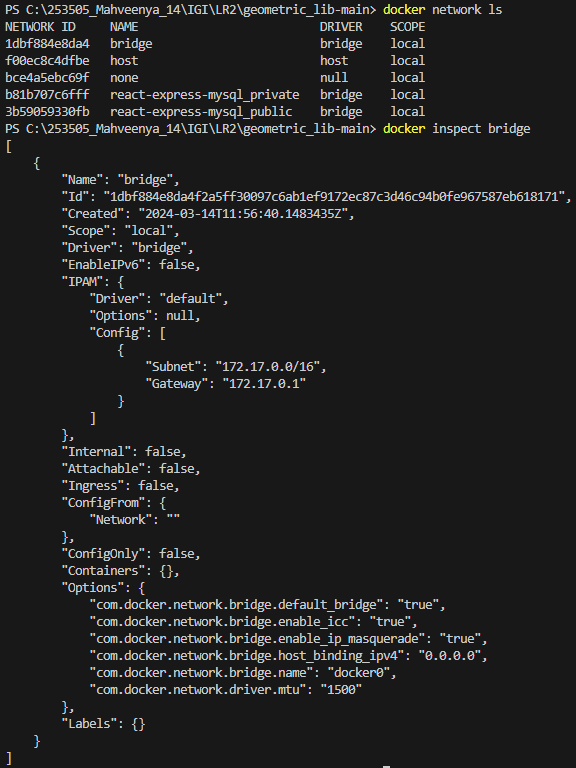 PS C:\253505_Mahveenya_14\IGI\LR2\geometric_lib-main> docker network ls
NETWORK ID     NAME                          DRIVER    SCOPE
1dbf884e8da4   bridge                        bridge    local
f00ec8c4dfbe   host                          host      local
bce4a5ebc69f   none                          null      local
b81b707c6fff   react-express-mysql_private   bridge    local
3b59059330fb   react-express-mysql_public    bridge    local
PS C:\253505_Mahveenya_14\IGI\LR2\geometric_lib-main> docker inspect bridge
[
    {
        "Name": "bridge",
        "Id": "1dbf884e8da4f2a5ff30097c6ab1ef9172ec87c3d46c94b0fe967587eb618171",
        "Created": "2024-03-14T11:56:40.1483435Z",
        "Scope": "local",
        "Driver": "bridge",
        "EnableIPv6": false,
        "IPAM": {
            "Driver": "default",
            "Options": null,
            "Config": [
                {
                    "Subnet": "172.17.0.0/16",
                    "Gateway": "172.17.0.1"
                }
            ]
        },
        "Internal": false,
        "Attachable": false,
        "Ingress": false,
        "ConfigFrom": {
            "Network": ""
        },
        "ConfigOnly": false,
        "Containers": {},
        "Options": {
            "com.docker.network.bridge.default_bridge": "true",
            "com.docker.network.bridge.enable_icc": "true",
            "com.docker.network.bridge.enable_ip_masquerade": "true",
            "com.docker.network.bridge.host_binding_ipv4": "0.0.0.0",
            "com.docker.network.bridge.name": "docker0",
            "com.docker.network.driver.mtu": "1500"
        },
        "Labels": {}
    }
]